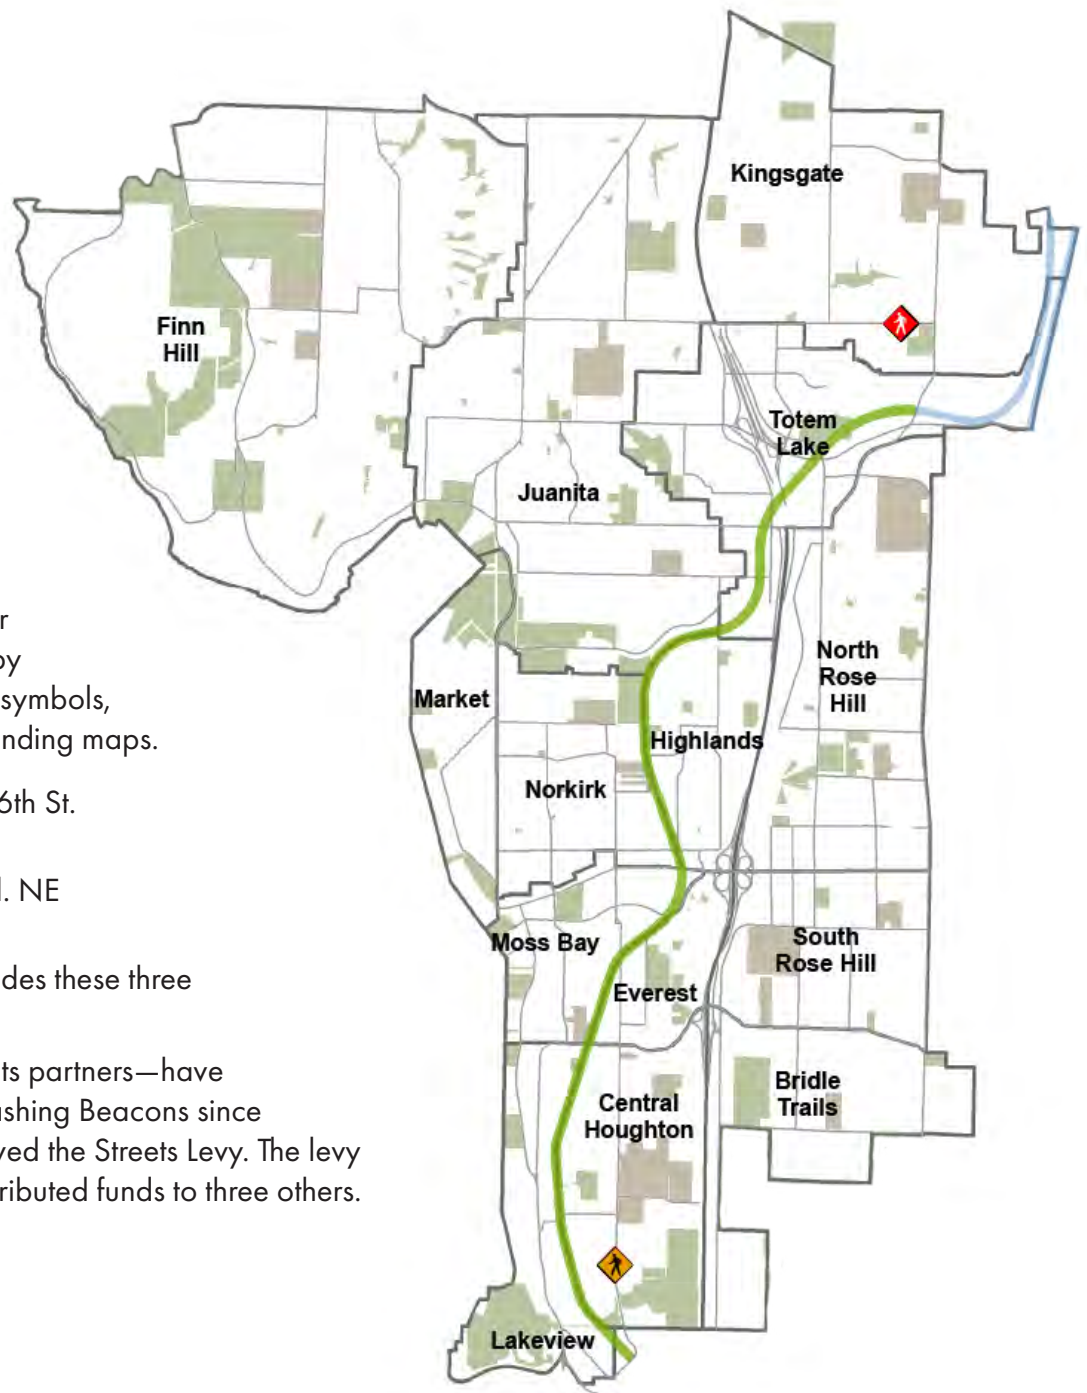 Kingsgate
Finn
Hill
Totem
Lake
Juanita
r
by
symbols,
nding maps.
North
Rose
Hill
Market
Highlands
Norkirk
6th St.
. NE
Moss Bay
South
Rose Hill
des these three
Everest
ts partners—have
ashing Beacons since
ved the Streets Levy. The levy
tributed funds to three others.
Bridle
Trails
Central
Houghton
Lakeview